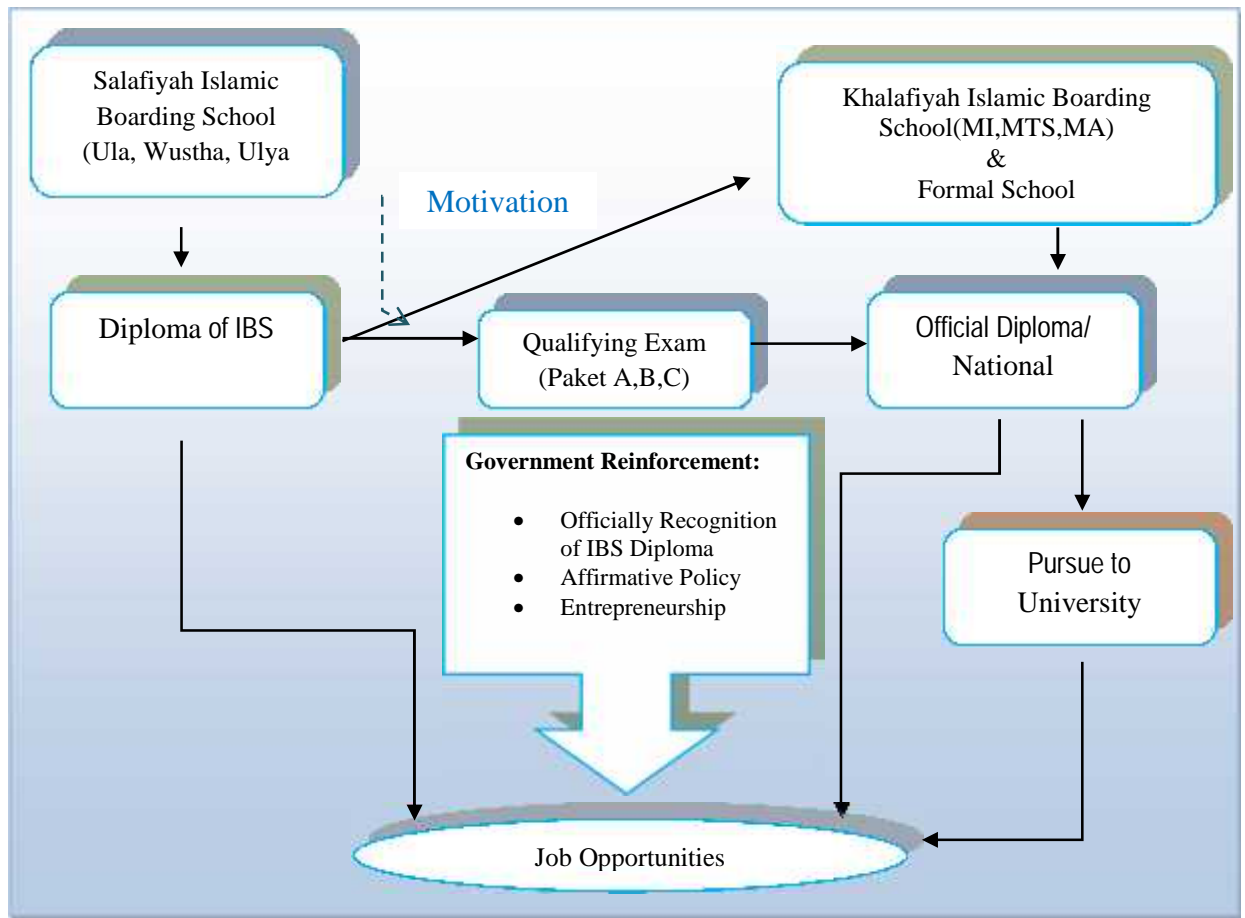 Salafiyah Islamic
Boarding School
(Ula, Wustha, Ulya
Khalafiyah Islamic Boarding
School(MI,MTS,MA)
&
Formal School
Motivation
Diploma of IBS
Qualifying Exam
(Paket A,B,C)
Official Diploma/
National
Government Reinforcement:
• Officially Recognition
of IBS Diploma
• Affirmative Policy
• Entrepreneurship
Pursue to
University
Job Opportunities